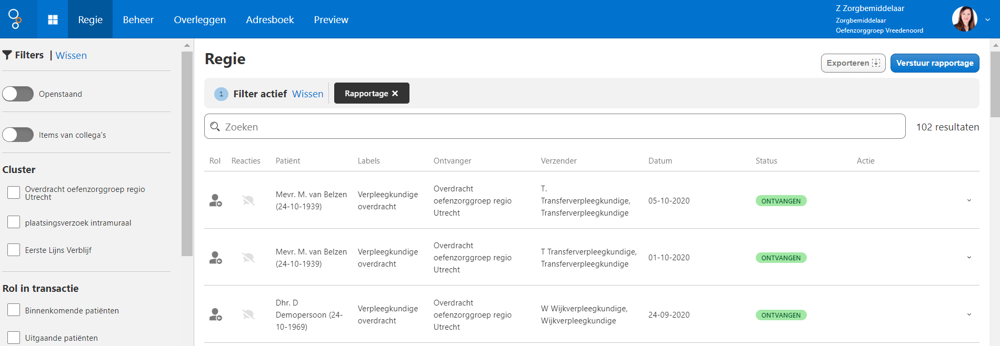 Regie
Beheer
Overleggen
Adresboek
Preview
Z Zorgbemiddelaar
Zorgbemiddelaar
Oefenzorggroep Vreedenoord
Filters | Wissen
Openstaand
Items van collega's
Cluster
Overdracht oefenzorggroep regio
Utrecht
plaatsingsverzoek intramuraal
Eerste Lijns Verblijf
Rol in transactie
Binnenkomende patiënten
Uitgaande patiënten
Regie
Exporteren
Verstuur rapportage
1 Filter actief Wissen
Rapportage ×
Zoeken
102 resultaten
Rol Reacties Patiënt Labels Ontvanger Verzender Datum Status Actie
Mevr. M. van Belzen
(24-10-1939)
Verpleegkundige
overdracht
Overdracht
oefenzorggroep regio
Utrecht
T.
Transferverpleegkundige,
Transferverpleegkundige
05-10-2020
ONTVANGEN
Mevr. M. van Belzen
(24-10-1939)
Verpleegkundige
overdracht
Overdracht
oefenzorggroep regio
Utrecht
T Transferverpleegkundige,
Transferverpleegkundige
01-10-2020
ONTVANGEN
Dhr. D
Demopersoon (24-
10-1969)
Verpleegkundige
overdracht
Overdracht
oefenzorggroep regio
Utrecht
W Wijkverpleegkundige,
Wijkverpleegkundige
24-09-2020
ONTVANGEN